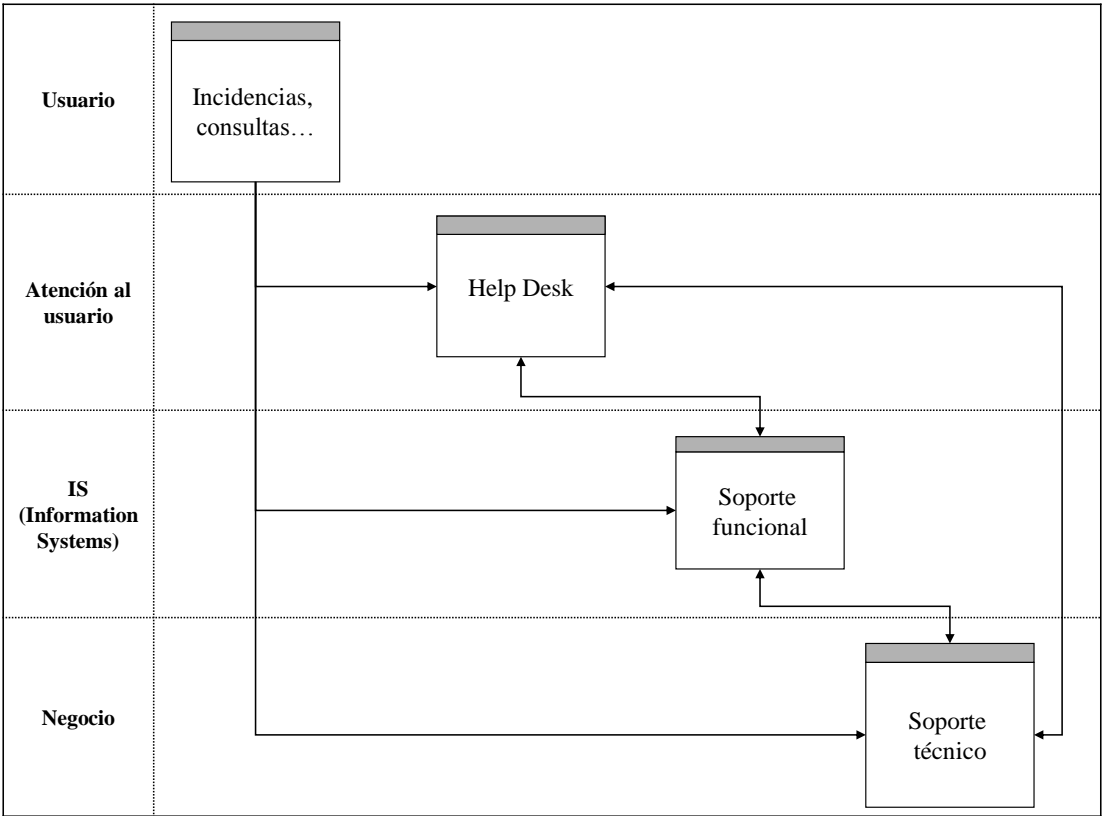 Usuario
Incidencias,
consultas…
Atención al
usuario
Help Desk
IS
(Information
Systems)
Soporte
funcional
Negocio
Soporte
técnico